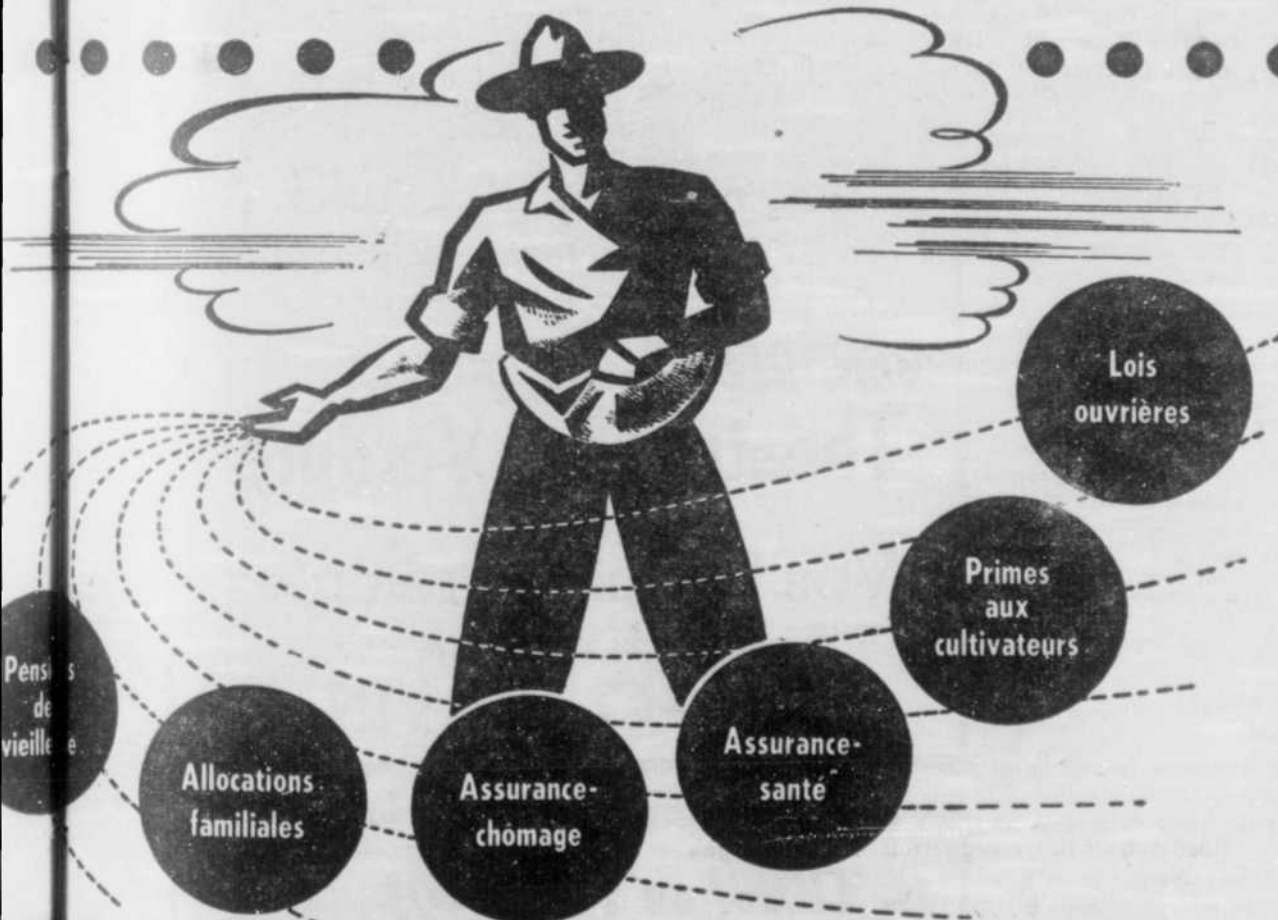 de
Allocations
familiales
Assurance-
chômage
Assurance-
santé
Primes
aux
cultivateurs
Lois
ouvrières